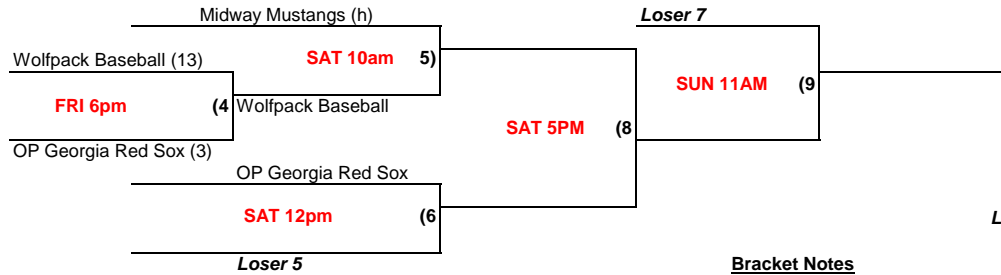 Midway Mustangs (h)
Loser 7
Wolfpack Baseball (13)
SAT 10am 5)
SUN 11AM (9
FRI 6pm (4
Wolfpack Baseball
SAT 5PM (8
OP Georgia Red Sox (3)
OP Georgia Red Sox
SAT 12pm (6
L
Loser 5
Bracket Notes